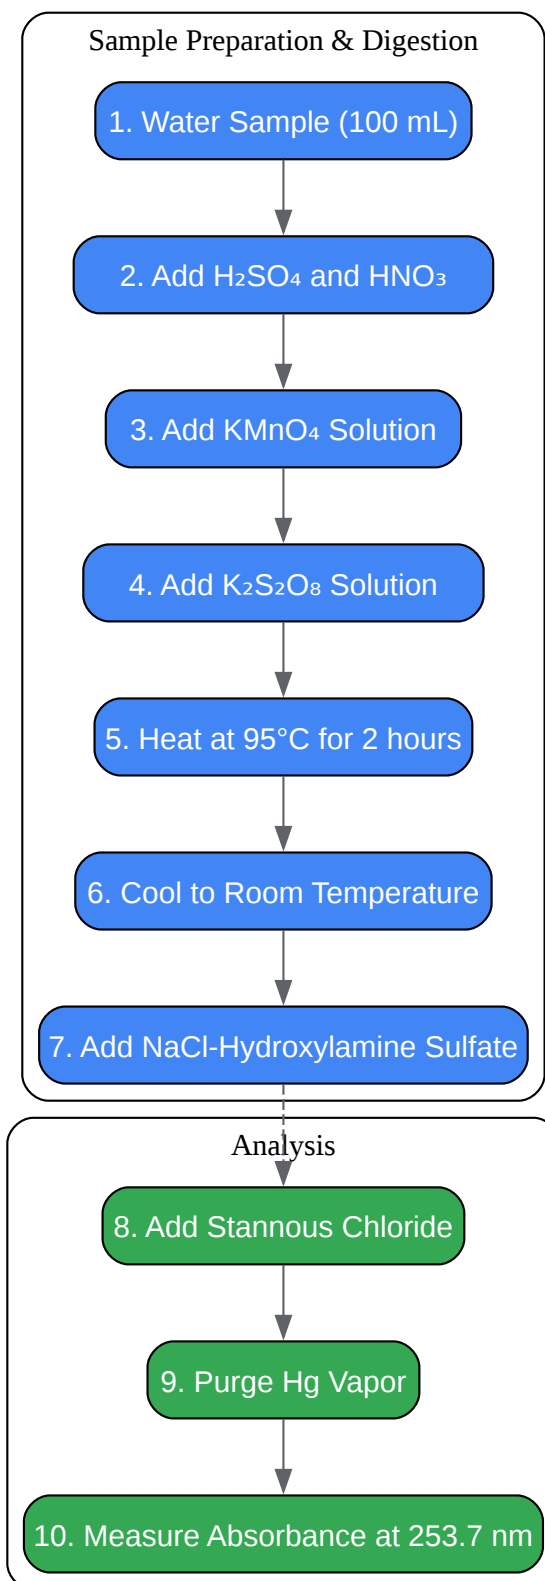 Sample Preparation & Digestion
1. Water Sample (100 mL)
2. Add H₂SO₄ and HNO₃
3. Add KMnO₄ Solution
4. Add K₂S₂O₈ Solution
5. Heat at 95°C for 2 hours
6. Cool to Room Temperature
7. Add NaCl-Hydroxylamine Sulfate
Analysis
8. Add Stannous Chloride
9. Purge Hg Vapor
10. Measure Absorbance at 253.7 nm